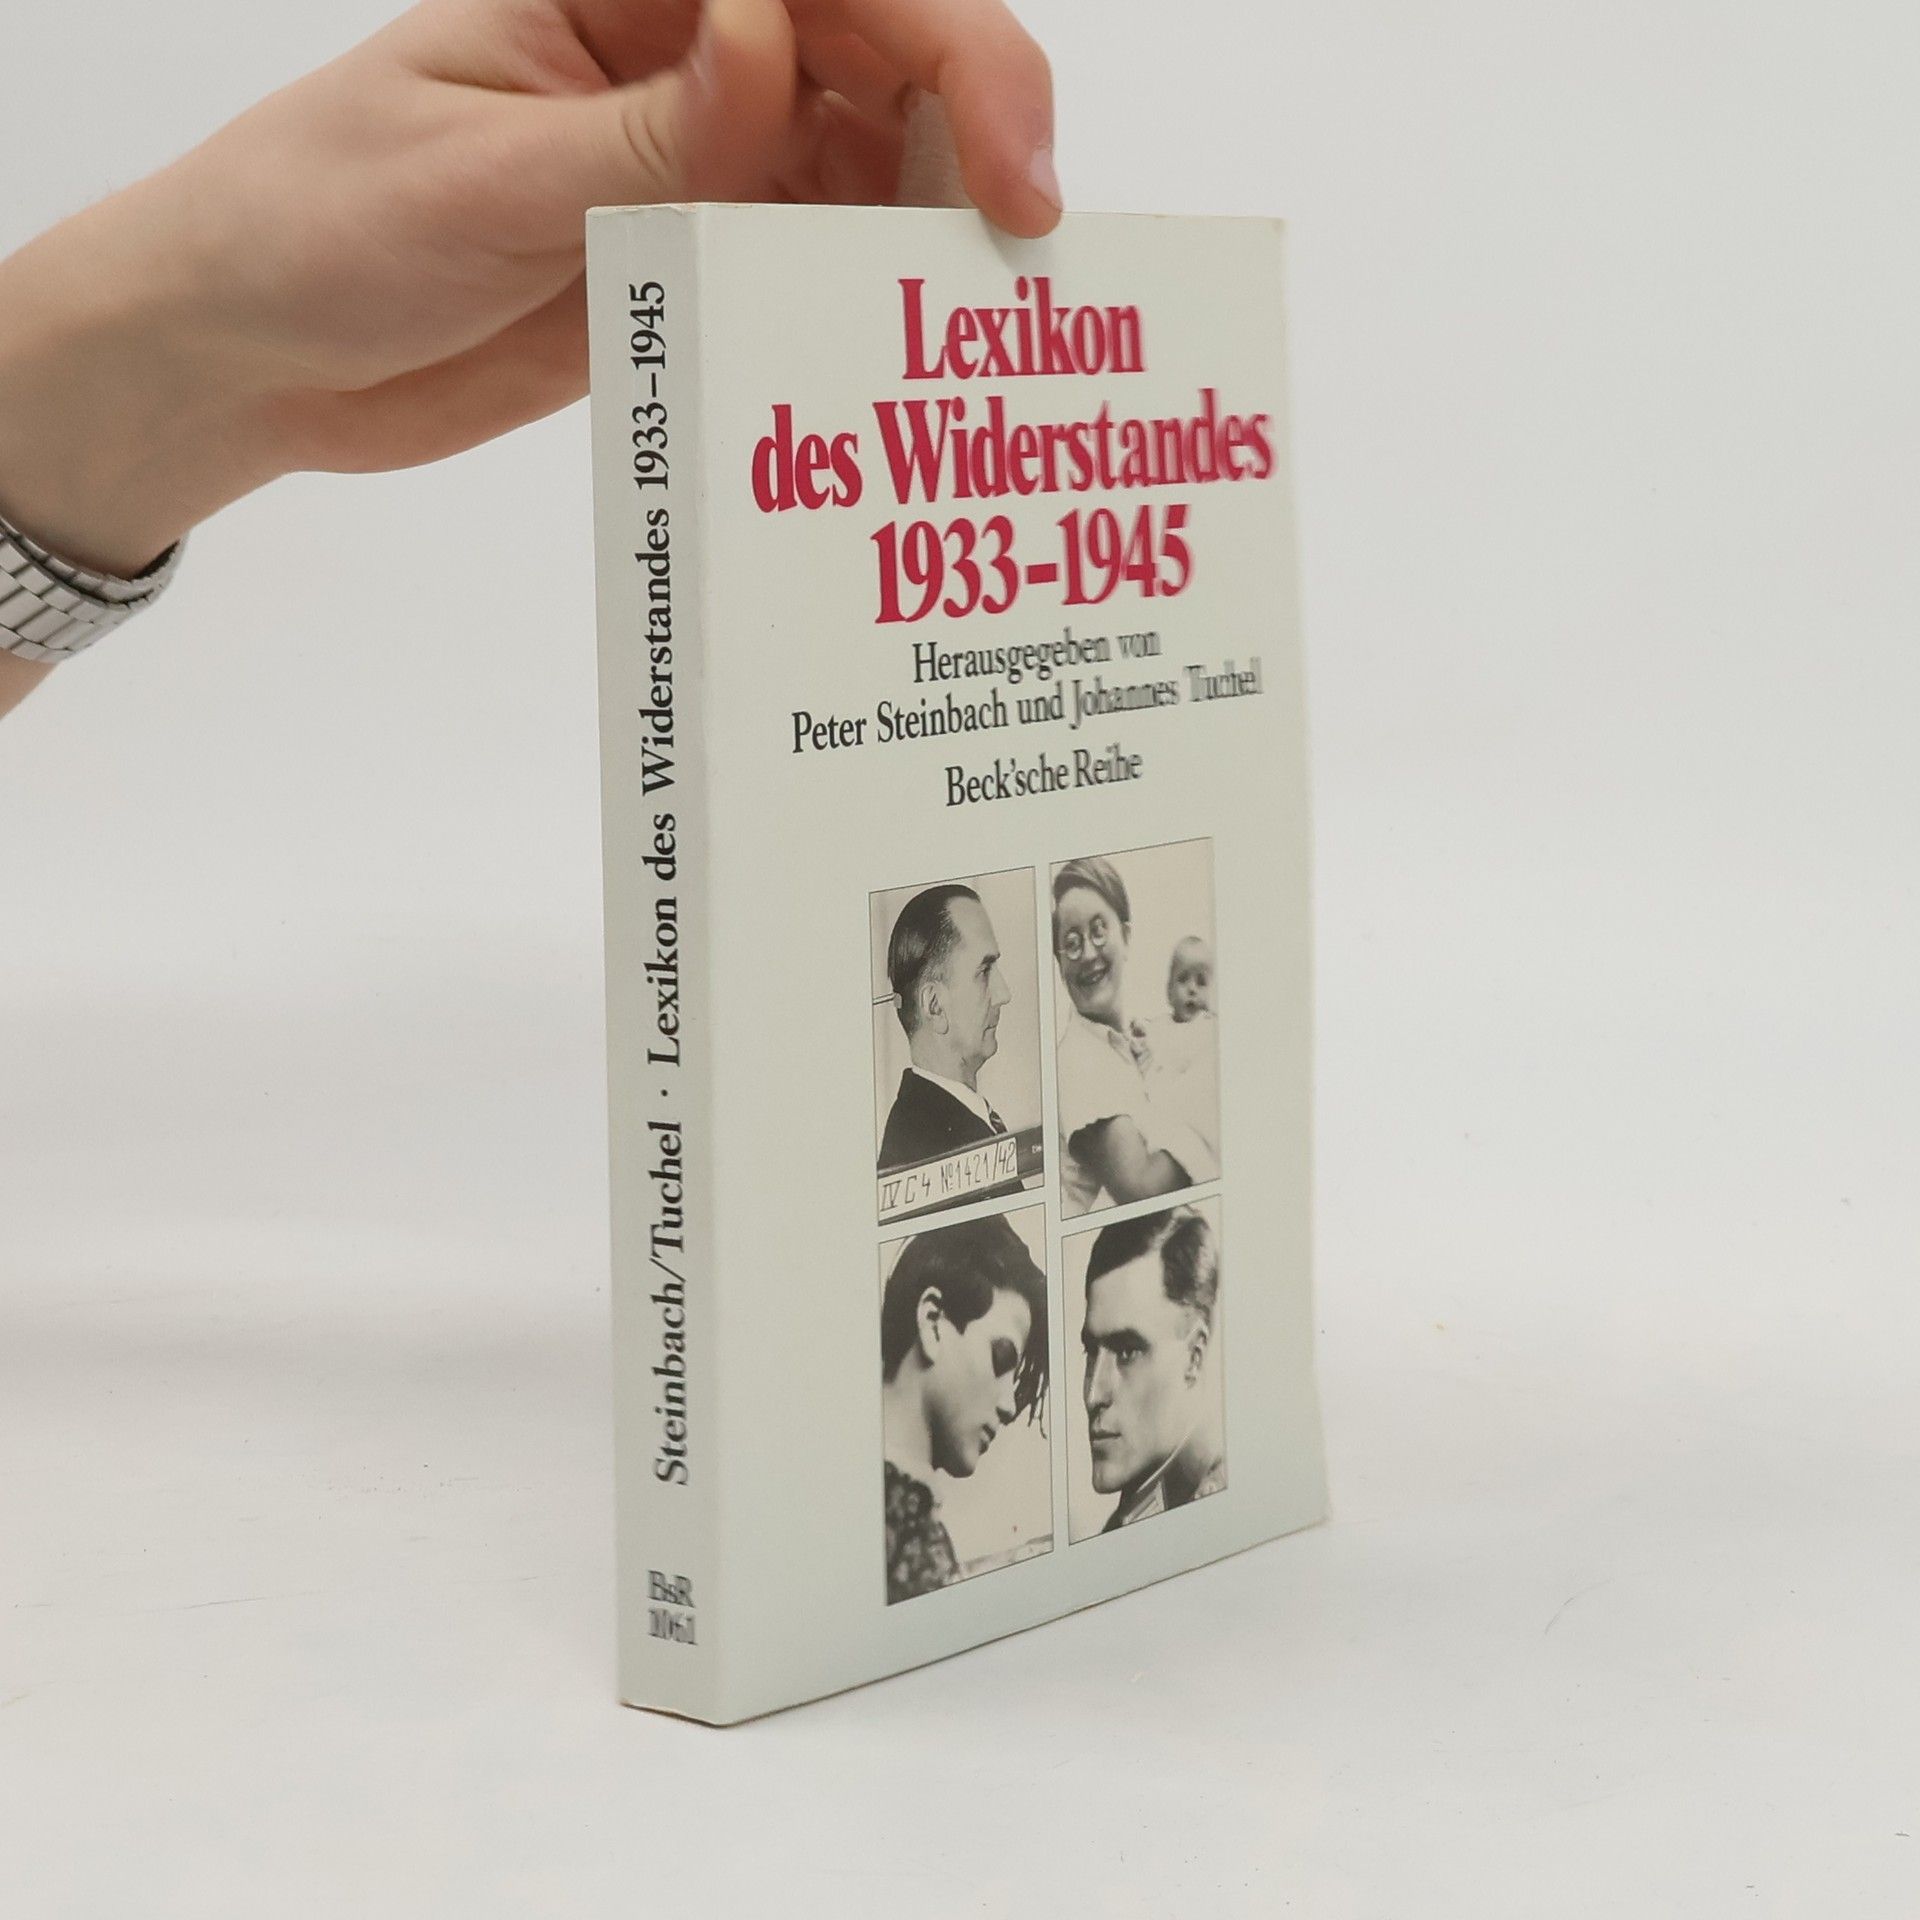 Lexikon
des Widerstandes
1933–1945
Herausgegeben von
Peter Steinbach und Johannes Tuchel
Beck'sche Reihe
IV C 4 № 1421/42
Steinbach/Tuchel · Lexikon des Widerstandes 1933–1945
BsR
1061